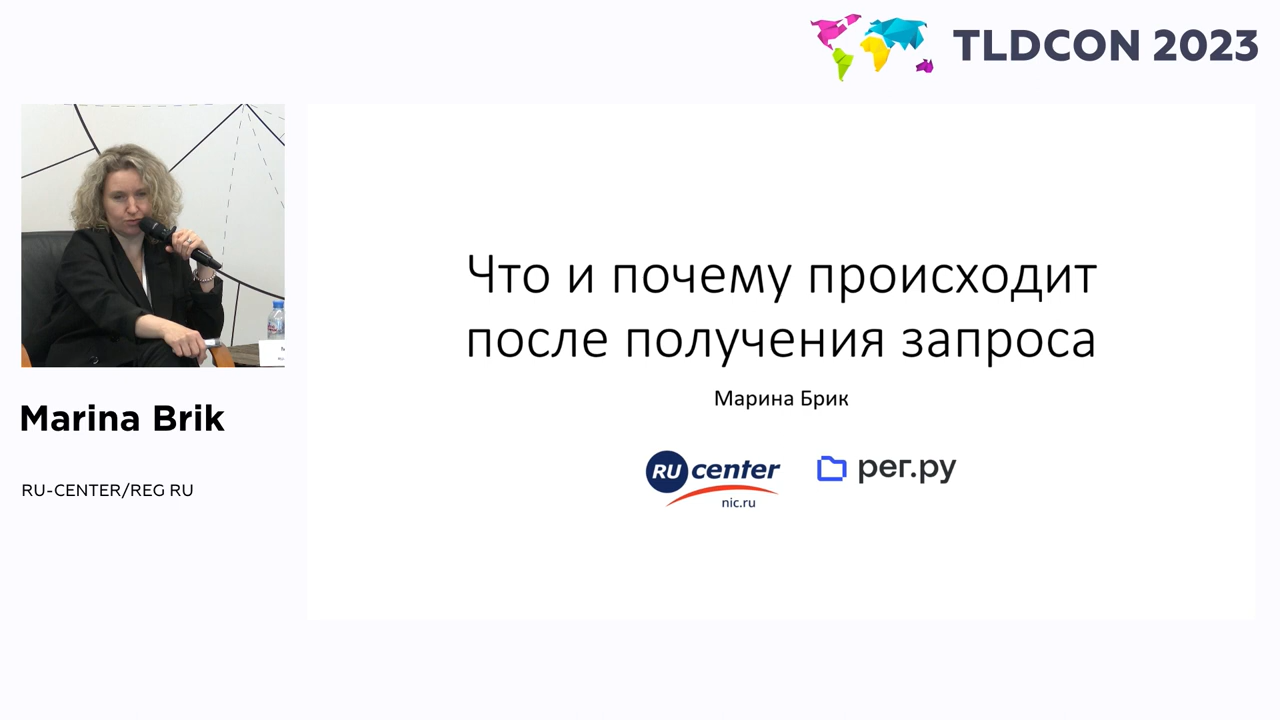 TLDCON 2023
Что и почему происходит
после получения запроса
Марина Брик
RU center
nic.ru
рег.ру
Marina Brik
RU-CENTER/REG RU